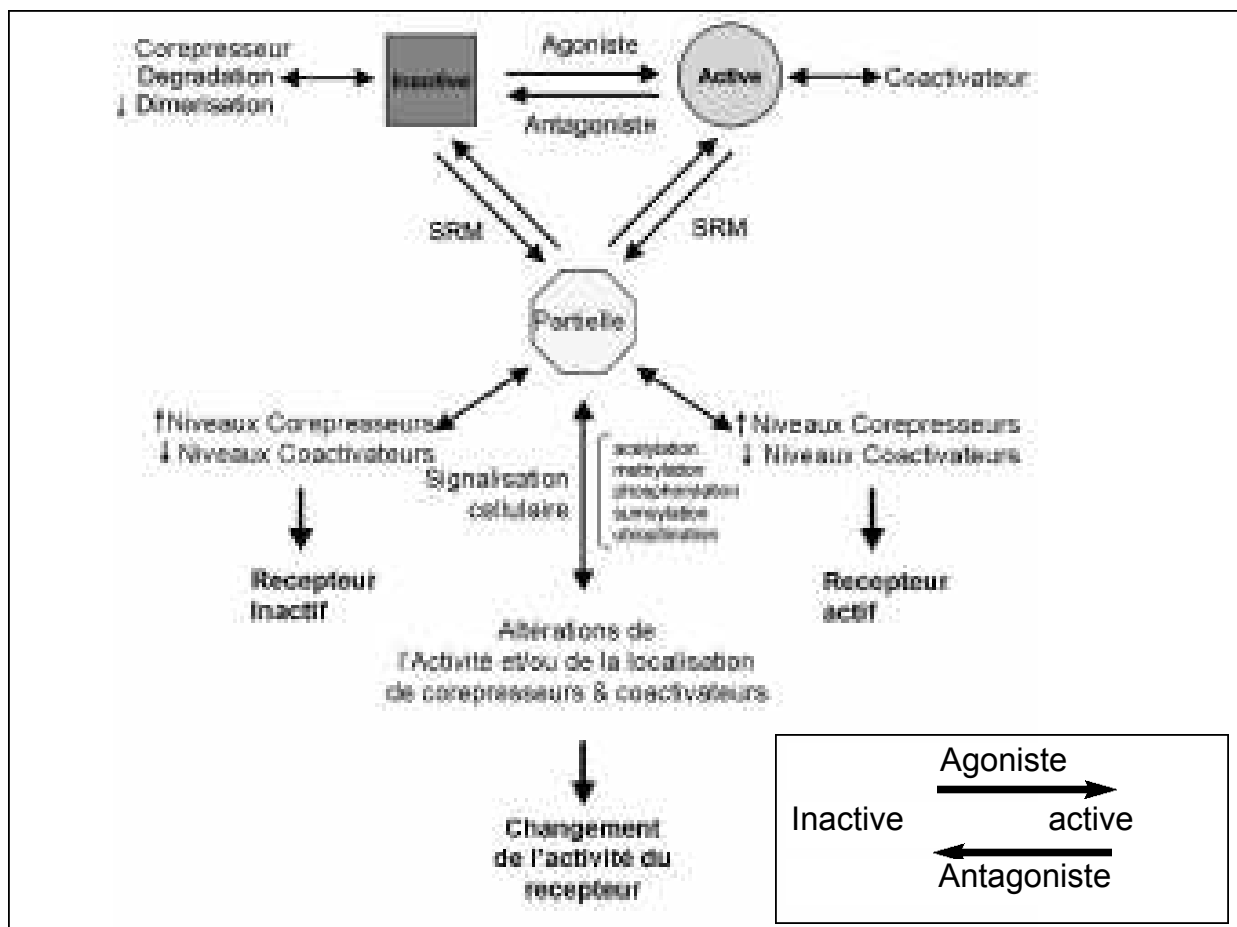 Corepresseur
Degradation
↓ Dimerisation
Inactive
Agoniste
Antagoniste
Active
Coactivateur
SRM
SRM
Partielle
↑Niveaux Corepresseurs
↓ Niveaux Coactivateurs
Signalisation
cellulaire
acetylation
methylation
phosphorylation
sumoylation
↑ Niveaux Corepresseurs
↓ Niveaux Coactivateurs
Recepteur
inactif
Recepteur
actif
Altérations de
l'Activité et/ou de la localisation
de corepresseurs & coactivateurs
Changement
de l'activité du
recepteur
Agoniste
Inactive active
Antagoniste